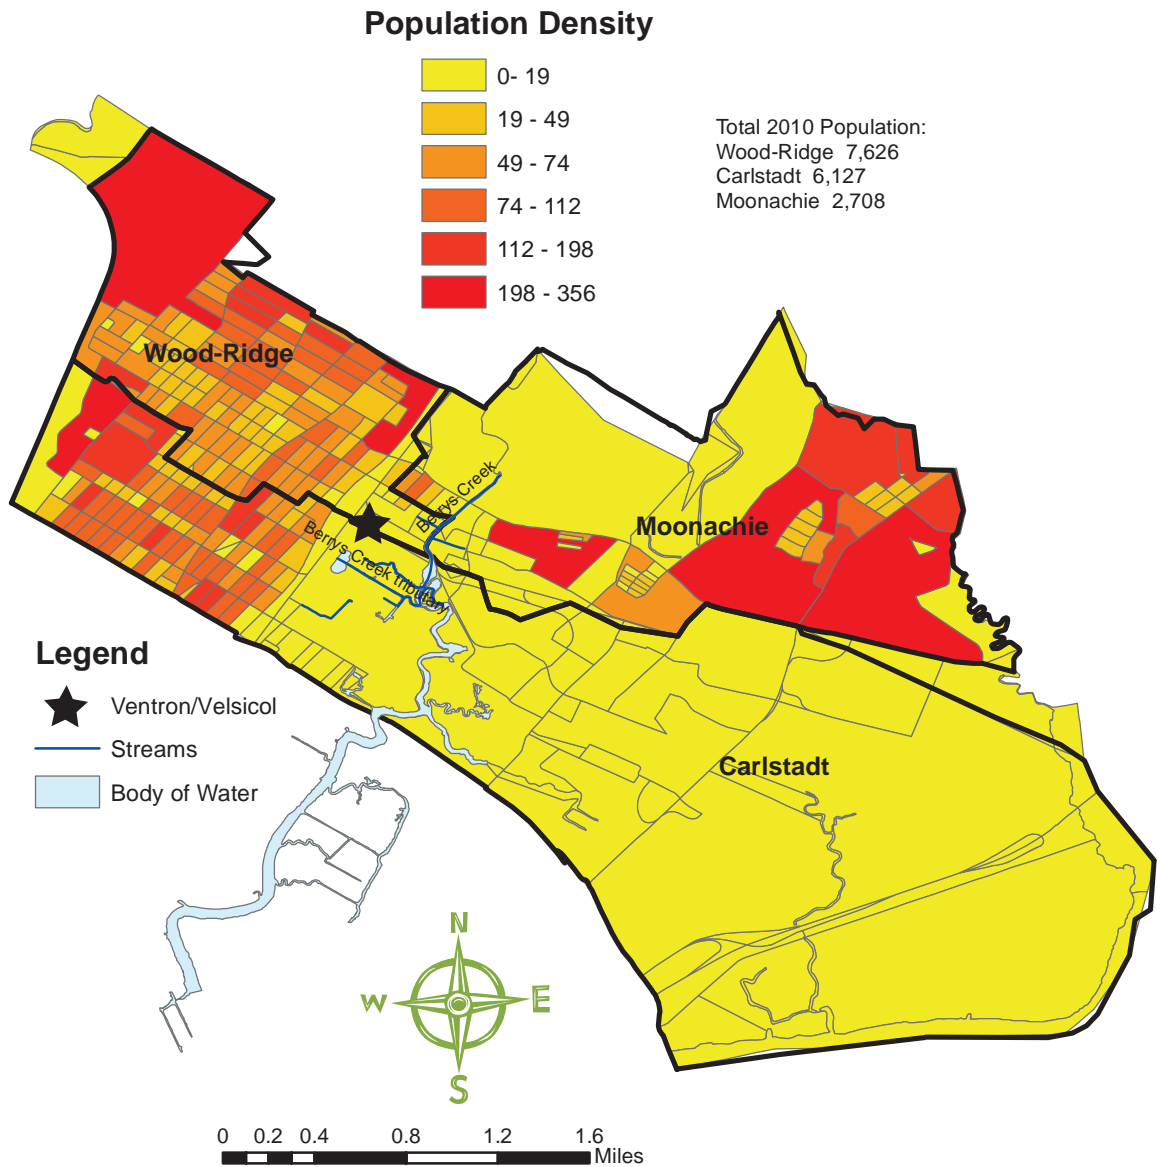 Population Density
0- 19
19 - 49
49 - 74
74 - 112
112 - 198
198 - 356
Total 2010 Population:
Wood-Ridge 7,626
Carlstadt 6,127
Moonachie 2,708
Wood-Ridge
Berrys Creek
Moonachie
Berrys Creek tributary
Carlstadt
Legend
Ventron/Velsicol
Streams
Body of Water
N
W
E
S
0 0.2 0.4 0.8 1.2 1.6
Miles